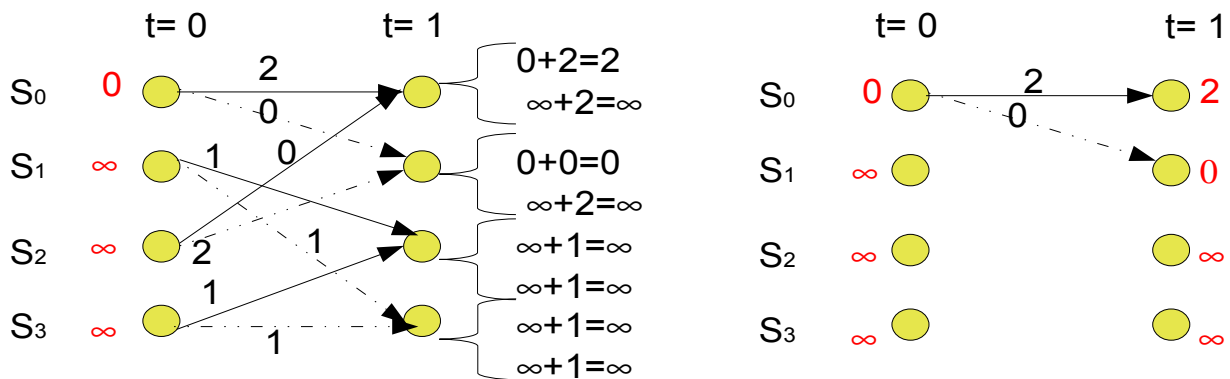 t= 0 t= 1
S0 0 2 0+2=2
0 ∞+2=∞
S1 ∞ 1 0 0+0=0
∞+2=∞
S2 ∞ 2 1 ∞+1=∞
1 ∞+1=∞
S3 ∞ 1 ∞+1=∞
∞+1=∞
t= 0 t= 1
S0 0 2 2
0
S1 ∞ 0
S2 ∞ ∞
S3 ∞ ∞